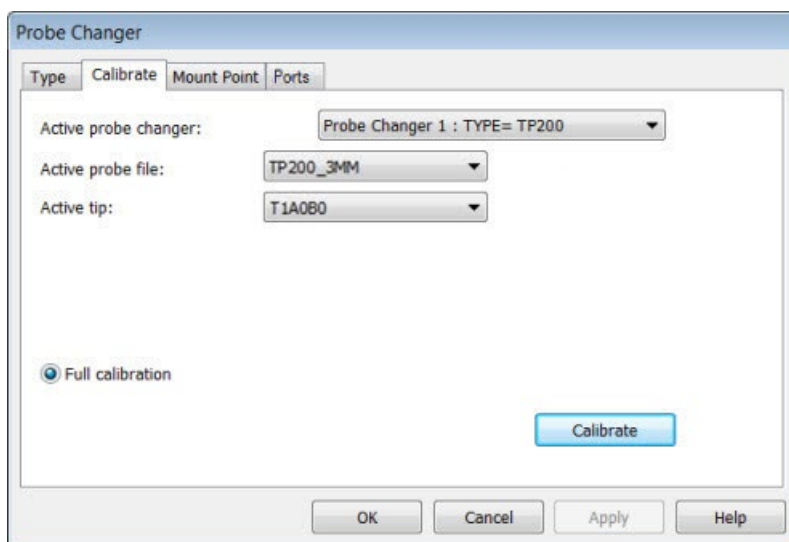 Probe Changer
Type Calibrate Mount Point Ports
Active probe changer: Probe Changer 1 : TYPE= TP200
Active probe file: TP200_3MM
Active tip: T1A0B0
Full calibration
Calibrate
OK Cancel Apply Help